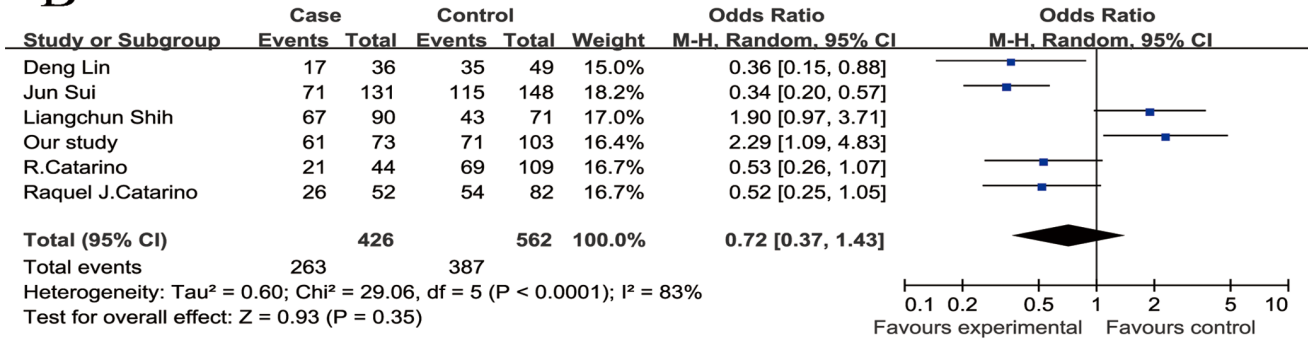 B
Case Control Odds Ratio Odds Ratio
Study or Subgroup Events Total Events Total Weight M-H, Random, 95% CI M-H, Random, 95% CI
Deng Lin 17 36 35 49 15.0% 0.36 [0.15, 0.88]
Jun Sui 71 131 115 148 18.2% 0.34 [0.20, 0.57]
Liangchun Shih 67 90 43 71 17.0% 1.90 [0.97, 3.71]
Our study 61 73 71 103 16.4% 2.29 [1.09, 4.83]
R.Catarino 21 44 69 109 16.7% 0.53 [0.26, 1.07]
Raquel J.Catarino 26 52 54 82 16.7% 0.52 [0.25, 1.05]
Total (95% CI) 426 562 100.0% 0.72 [0.37, 1.43]
Total events 263 387
Heterogeneity: Tau² = 0.60; Chi² = 29.06, df = 5 (P < 0.0001); I² = 83%
Test for overall effect: Z = 0.93 (P = 0.35)
0.1 0.2 0.5 1 2 5 10
Favours experimental Favours control